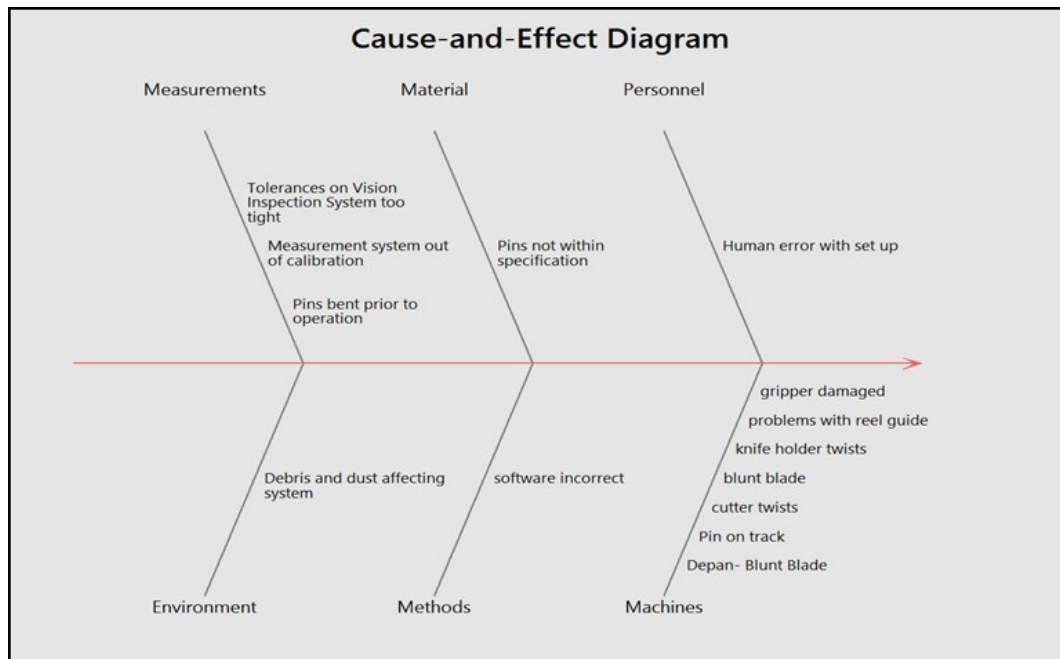 Cause-and-Effect Diagram
Measurements
Material
Personnel
Tolerances on Vision
Inspection System too
tight
Measurement system out
of calibration
Pins bent prior to
operation
Pins not within
specification
Human error with set up
gripper damaged
problems with reel guide
knife holder twists
blunt blade
cutter twists
Pin on track
Depan- Blunt Blade
Debris and dust affecting
system
software incorrect
Environment
Methods
Machines